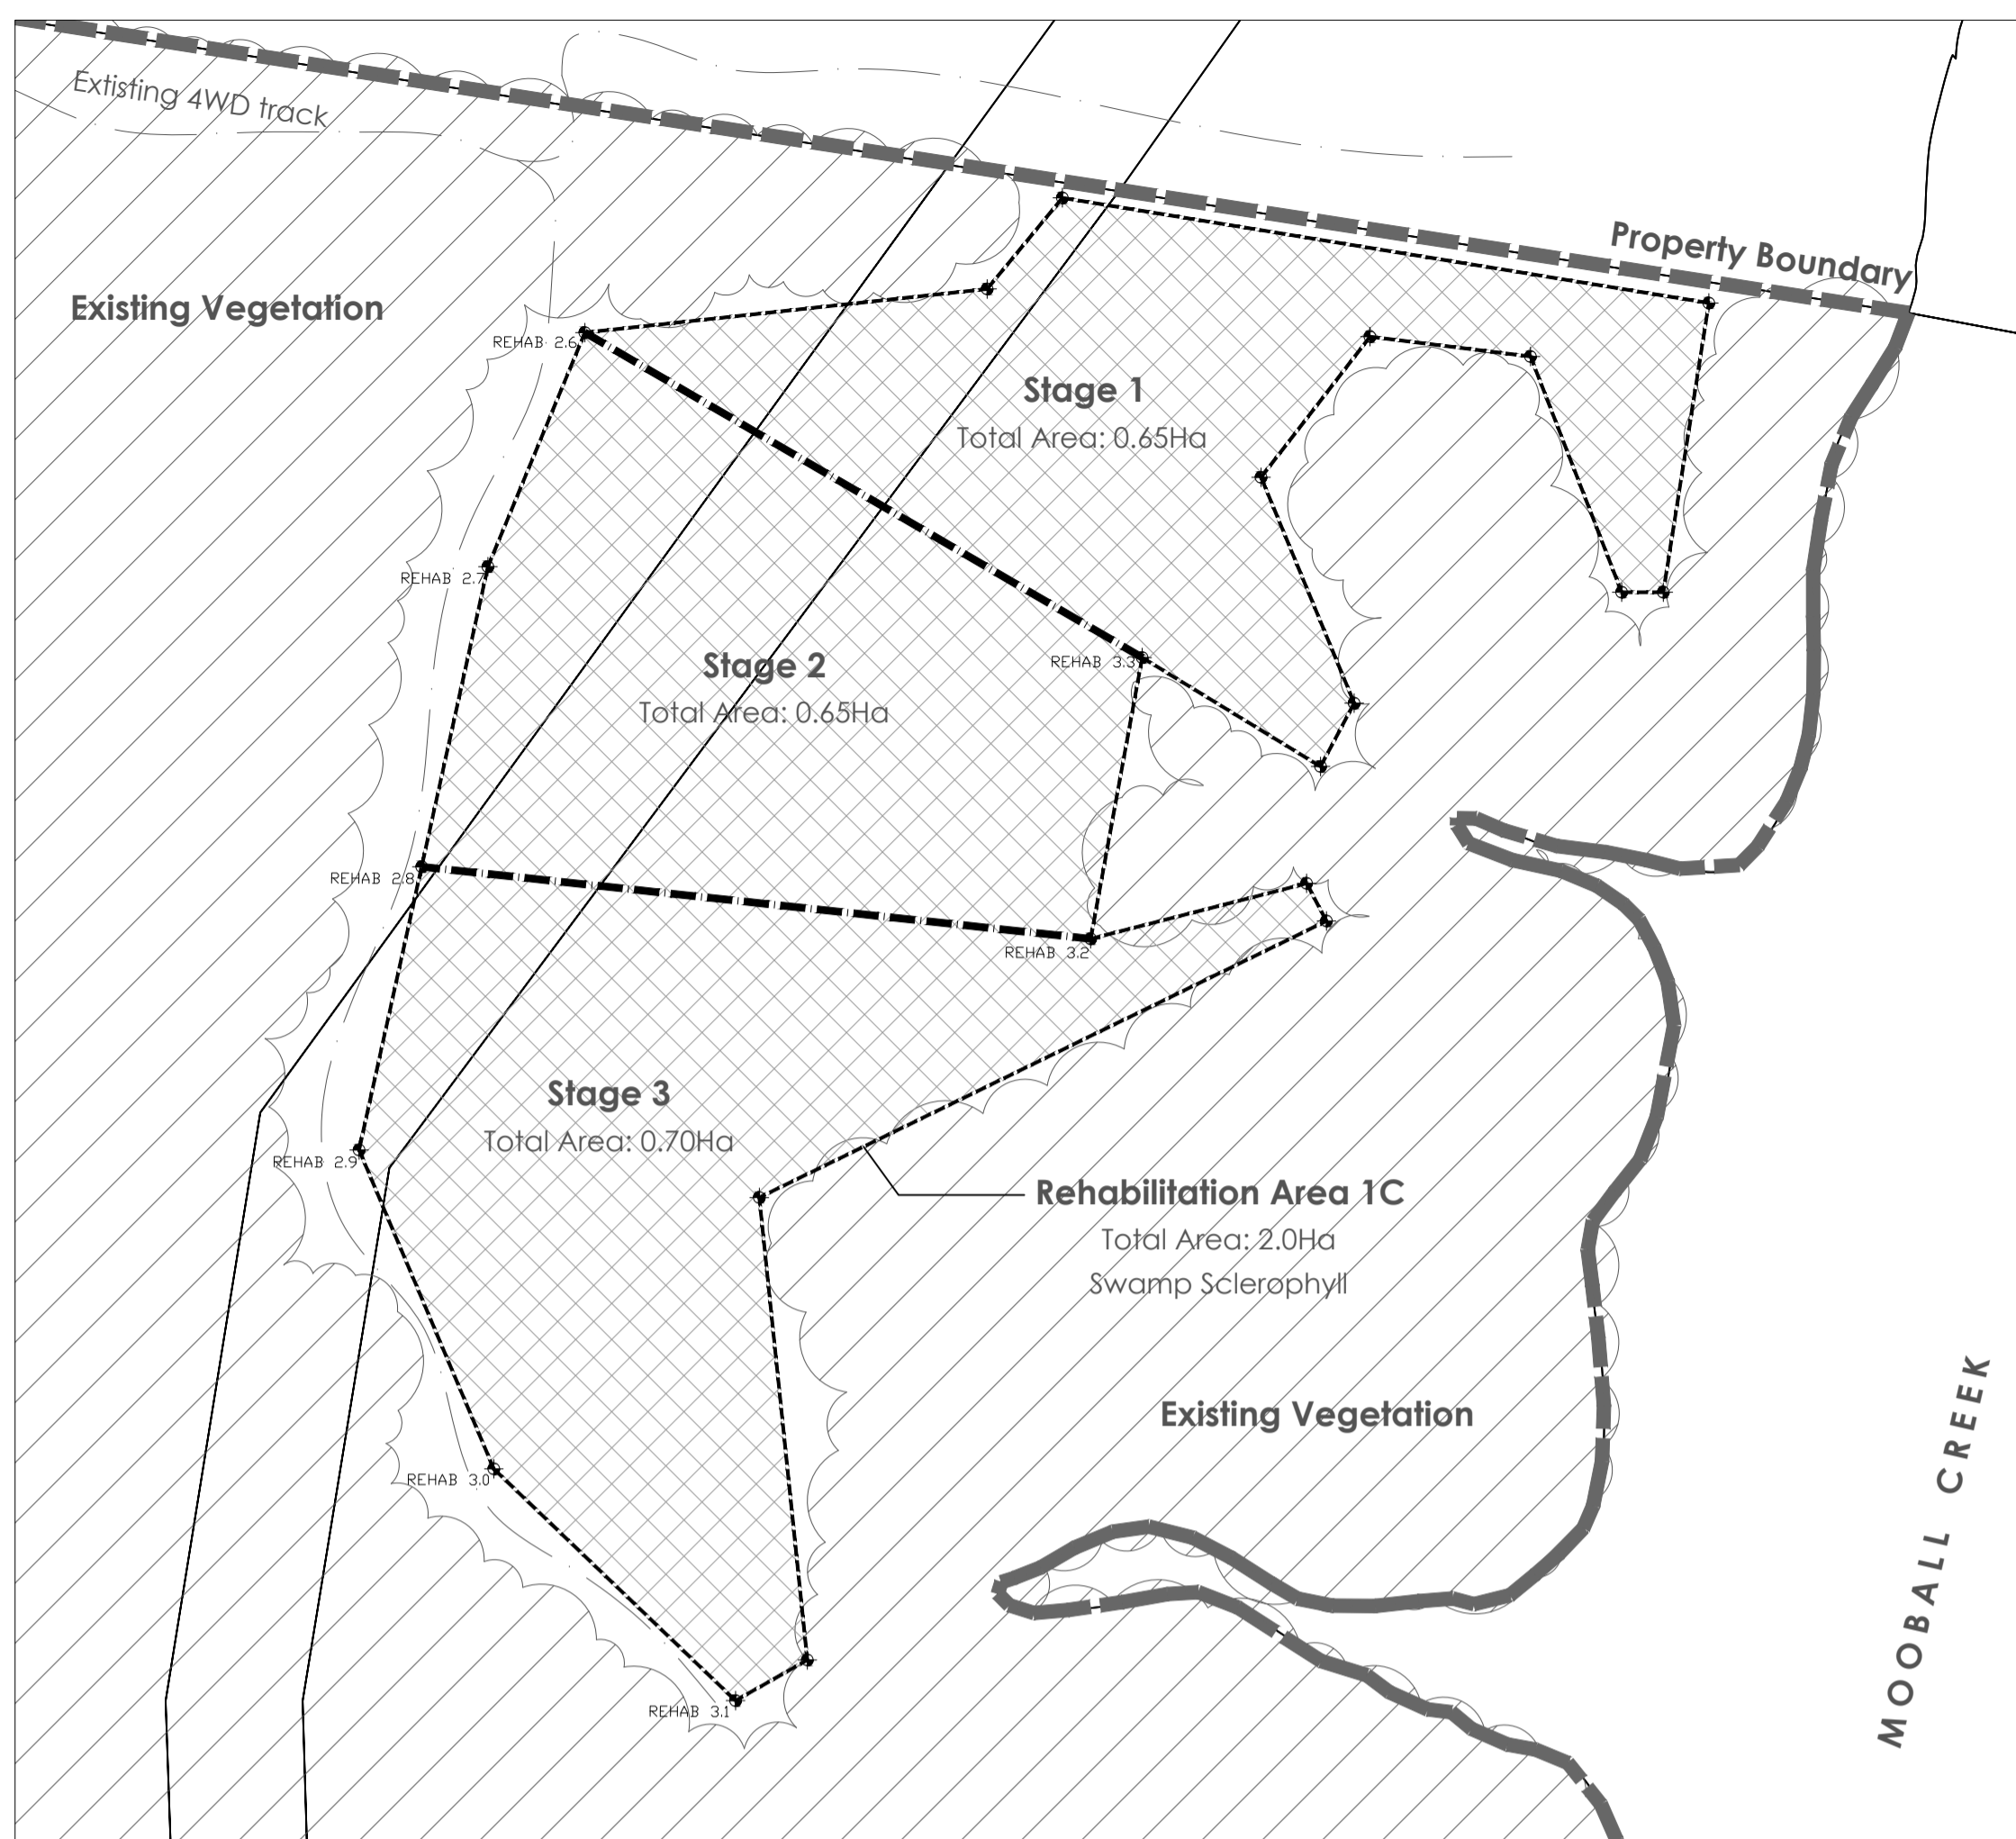 Extisting 4WD track
Property Boundary
Existing Vegetation
REHAB 2.6
Stage 1
Total Area: 0.65Ha
REHAB 2.7
Stage 2
Total Area: 0.65Ha
REHAB 3.3
REHAB 2.8
REHAB 3.2
Stage 3
Total Area: 0.70Ha
REHAB 2.9
Rehabilitation Area 1C
Total Area: 2.0Ha
Swamp Sclerophyll
Existing Vegetation
REHAB 3.0
REHAB 3.1
MOOBALL CREEK